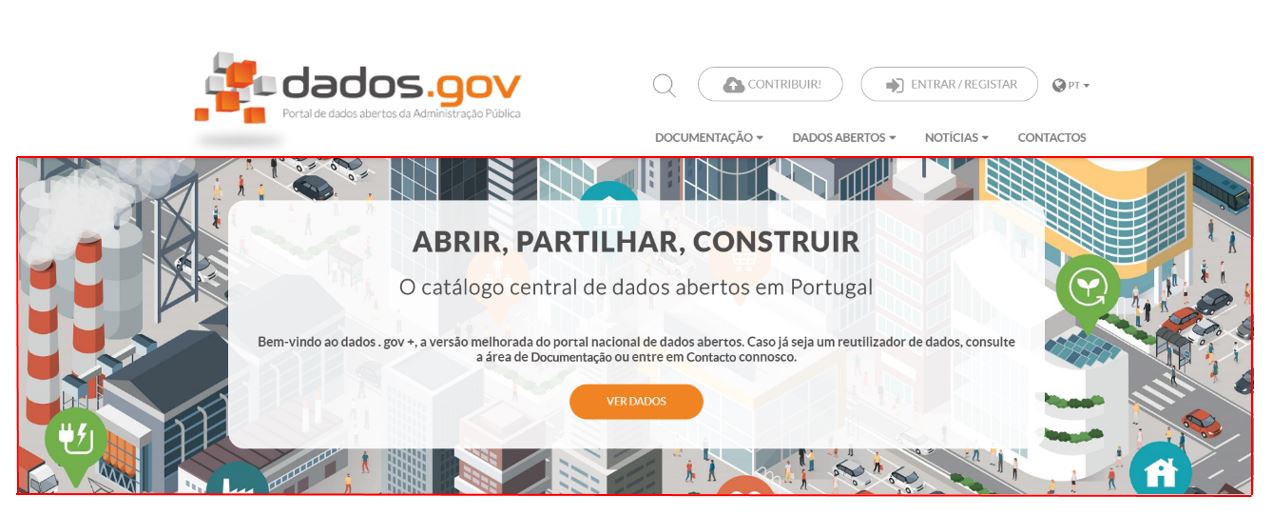 dados.gov
Portal de dados abertos da Administração Pública
CONTRIBUIR!
ENTRAR / REGISTAR
PT
DOCUMENTAÇÃO
DADOS ABERTOS
NOTÍCIAS
CONTACTOS
ABRIR, PARTILHAR, CONSTRUIR
O catálogo central de dados abertos em Portugal
Bem-vindo ao dados . gov +, a versão melhorada do portal nacional de dados abertos. Caso já seja um reutilizador de dados, consulte
a área de Documentação ou entre em Contacto connosco.
VER DADOS